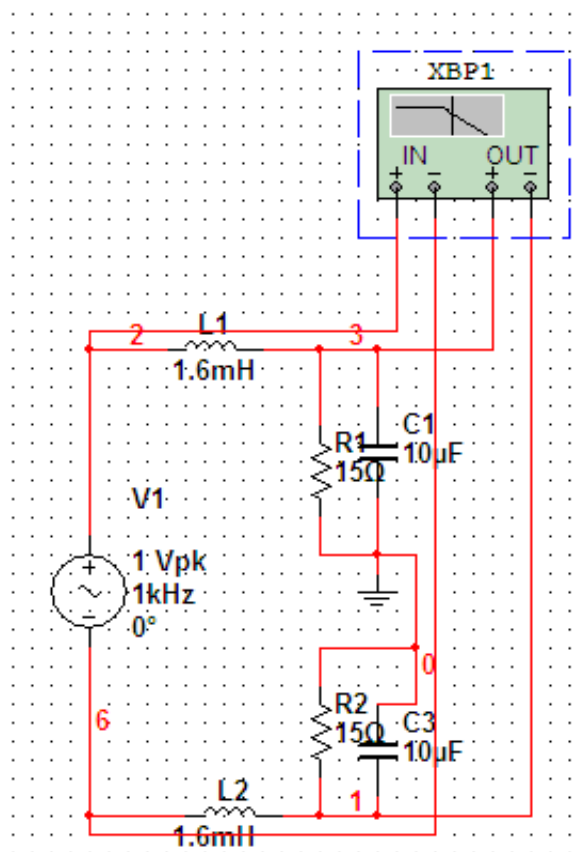 XBP1
IN OUT
+ − + −
2 L1 3
1.6mH
C1
R1 10µF
15Ω
V1
+ 1 Vpk
1kHz
− 0°
0
R2
15Ω C3
6 10µF
L2 1
1.6mH